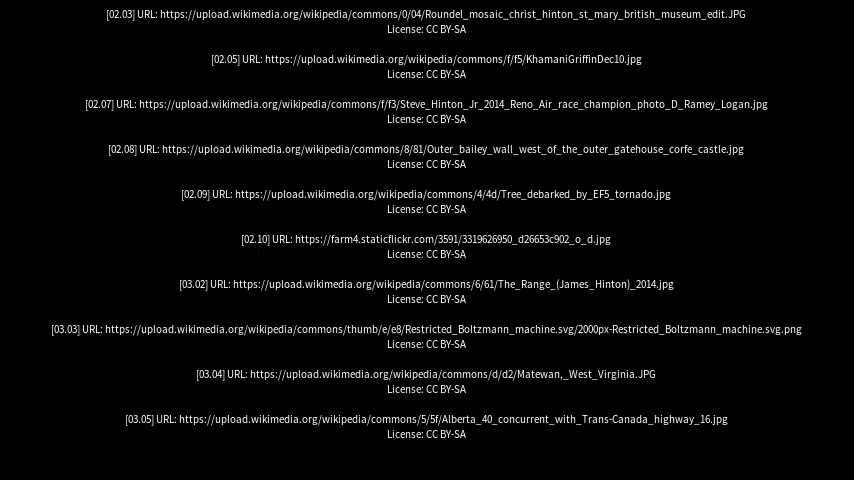 [02.03] URL: https://upload.wikimedia.org/wikipedia/commons/0/04/Roundel_mosaic_christ_hinton_st_mary_british_museum_edit.JPG
License: CC BY-SA
[02.05] URL: https://upload.wikimedia.org/wikipedia/commons/f/f5/KhamaniGriffinDec10.jpg
License: CC BY-SA
[02.07] URL: https://upload.wikimedia.org/wikipedia/commons/f/f3/Steve_Hinton_Jr_2014_Reno_Air_race_champion_photo_D_Ramey_Logan.jpg
License: CC BY-SA
[02.08] URL: https://upload.wikimedia.org/wikipedia/commons/8/81/Outer_bailey_wall_west_of_the_outer_gatehouse_corfe_castle.jpg
License: CC BY-SA
[02.09] URL: https://upload.wikimedia.org/wikipedia/commons/4/4d/Tree_debarked_by_EF5_tornado.jpg
License: CC BY-SA
[02.10] URL: https://farm4.staticflickr.com/3591/3319626950_d26653c902_o_d.jpg
License: CC BY-SA
[03.02] URL: https://upload.wikimedia.org/wikipedia/commons/6/61/The_Range_(James_Hinton)_2014.jpg
License: CC BY-SA
[03.03] URL: https://upload.wikimedia.org/wikipedia/commons/thumb/e/e8/Restricted_Boltzmann_machine.svg/2000px-Restricted_Boltzmann_machine.svg.png
License: CC BY-SA
[03.04] URL: https://upload.wikimedia.org/wikipedia/commons/d/d2/Matewan,_West_Virginia.JPG
License: CC BY-SA
[03.05] URL: https://upload.wikimedia.org/wikipedia/commons/5/5f/Alberta_40_concurrent_with_Trans-Canada_highway_16.jpg
License: CC BY-SA